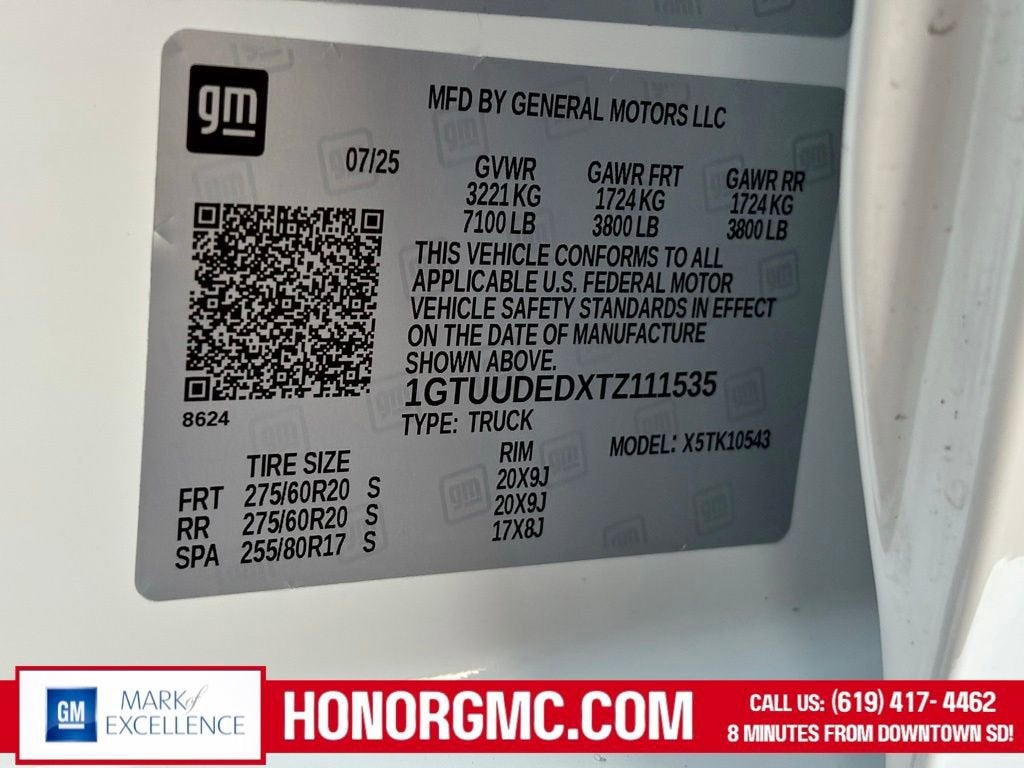 gm
MFD BY GENERAL MOTORS LLC
07/25
GVWR GAWR FRT GAWR RR
3221 KG 1724 KG 1724 KG
7100 LB 3800 LB 3800 LB
THIS VEHICLE CONFORMS TO ALL
APPLICABLE U.S. FEDERAL MOTOR
VEHICLE SAFETY STANDARDS IN EFFECT
ON THE DATE OF MANUFACTURE
SHOWN ABOVE.
1GTUUDEDXTZ111535
8624
TYPE: TRUCK
MODEL: X5TK10543
TIRE SIZE RIM
FRT 275/60R20 S 20X9J
RR 275/60R20 S 20X9J
SPA 255/80R17 S 17X8J
GM
MARK of
EXCELLENCE
HONORGMC.COM
CALL US: (619) 417- 4462
8 MINUTES FROM DOWNTOWN SD!